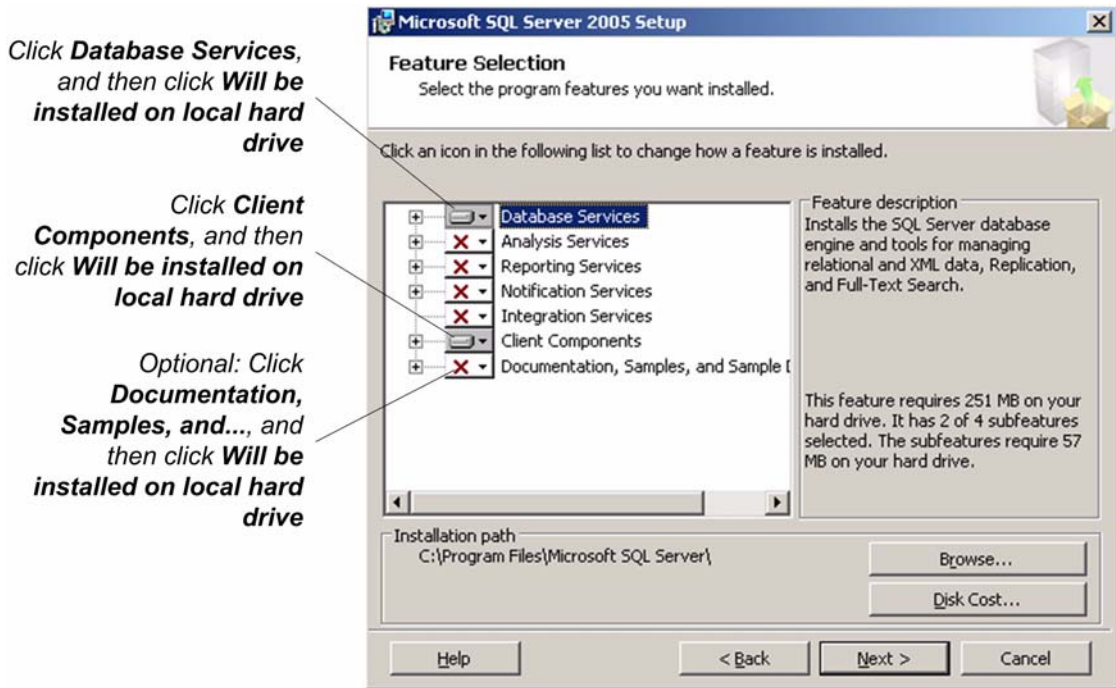 Click Database Services,
and then click Will be
installed on local hard
drive
Click Client
Components, and then
click Will be installed on
local hard drive
Optional: Click
Documentation,
Samples, and..., and
then click Will be
installed on local hard
drive
Microsoft SQL Server 2005 Setup
Feature Selection
Select the program features you want installed.
Click an icon in the following list to change how a feature is installed.
Database Services
Analysis Services
Reporting Services
Notification Services
Integration Services
Client Components
Documentation, Samples, and Sample D
Feature description
Installs the SQL Server database
engine and tools for managing
relational and XML data, Replication,
and Full-Text Search.
This feature requires 251 MB on your
hard drive. It has 2 of 4 subfeatures
selected. The subfeatures require 57
MB on your hard drive.
Installation path
C:\Program Files\Microsoft SQL Server\
Browse...
Disk Cost...
Help
< Back
Next >
Cancel